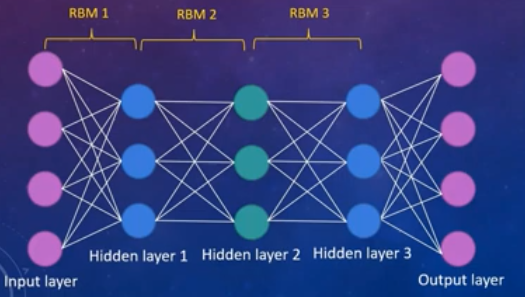 RBM 1
RBM 2
RBM 3
Hidden layer 1
Hidden layer 2
Hidden layer 3
Input layer
Output layer